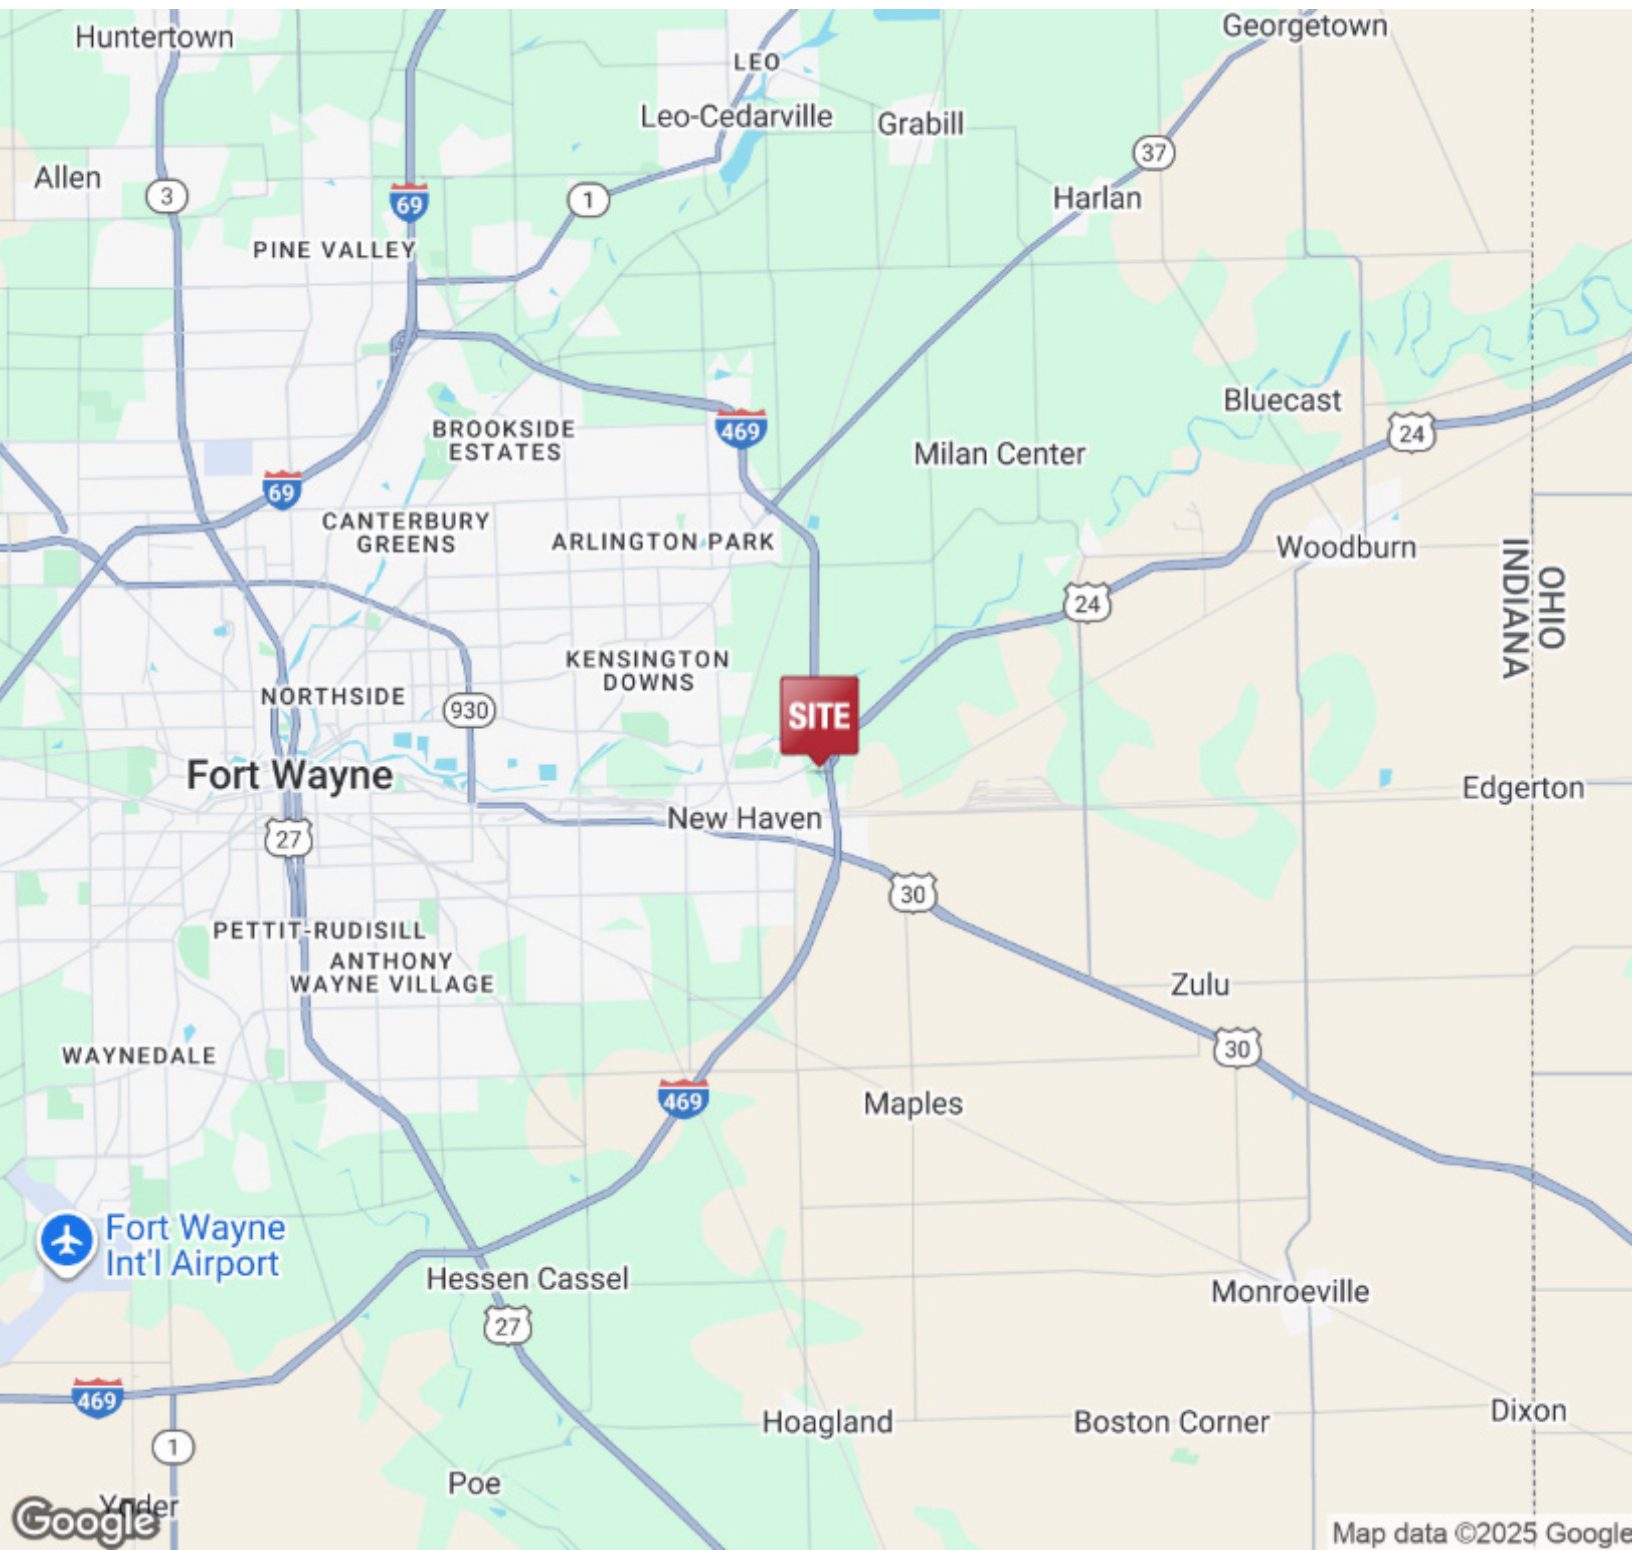 Georgetown
Huntertown
LEO
Leo-Cedarville
Grabill
37
Allen
3
69
1
Harlan
PINE VALLEY
Bluecast
BROOKSIDE
ESTATES
469
24
Milan Center
69
CANTERBURY
GREENS
ARLINGTON PARK
Woodburn
OHIO
INDIANA
24
KENSINGTON
DOWNS
NORTHSIDE
930
SITE
Fort Wayne
Edgerton
New Haven
27
30
PETTIT-RUDISILL
ANTHONY
WAYNE VILLAGE
Zulu
WAYNEDALE
30
469
Maples
Fort Wayne
Int'l Airport
Hessen Cassel
Monroeville
27
469
Hoagland
Boston Corner
Dixon
1
Poe
Google
Map data ©2025 Google